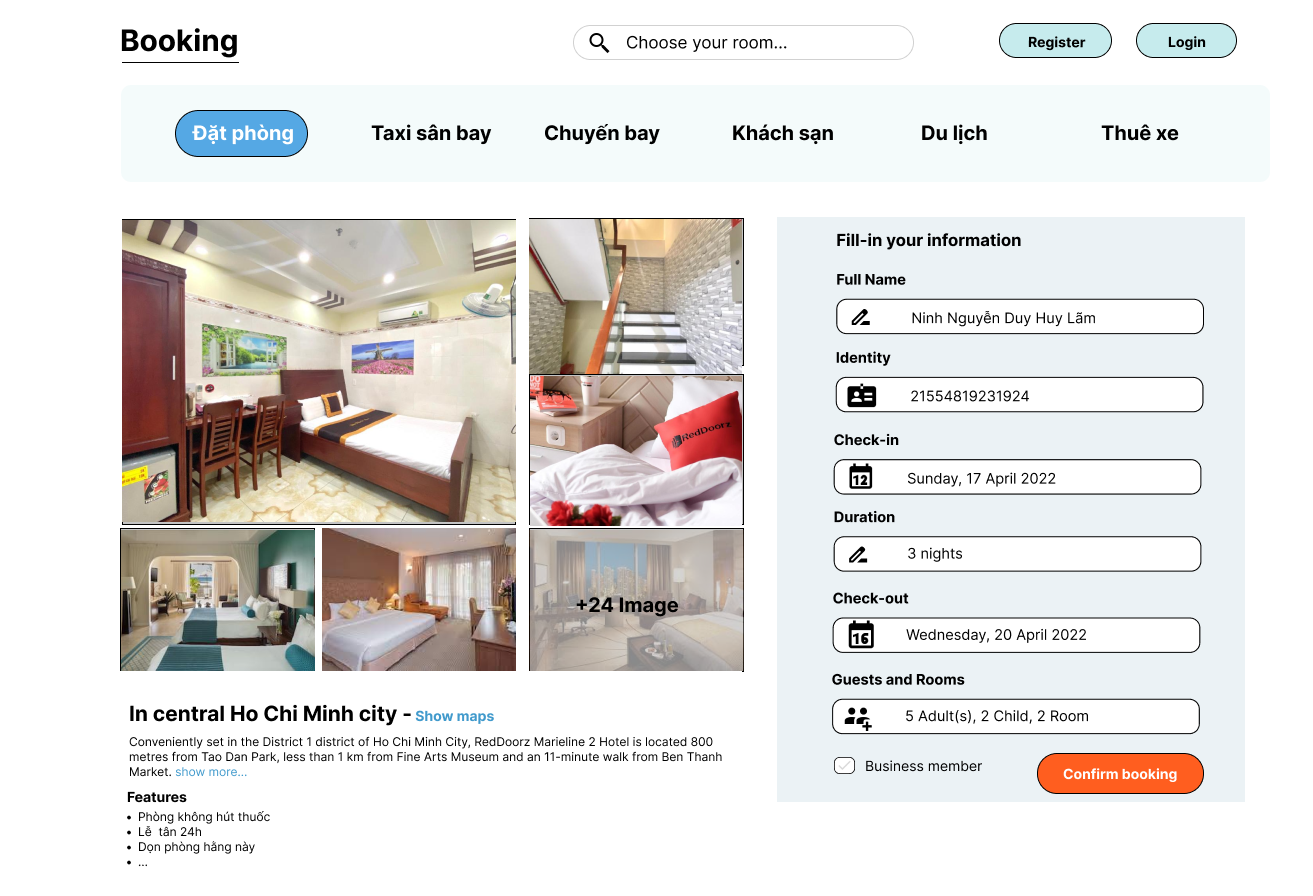 Booking
Choose your room...
Register
Login
Đặt phòng
Taxi sân bay
Chuyến bay
Khách sạn
Du lịch
Thuê xe
RedDoorz
+24 Image
Fill-in your information
Full Name
Ninh Nguyễn Duy Huy Lãm
Identity
21554819231924
Check-in
12
Sunday, 17 April 2022
Duration
3 nights
Check-out
16
Wednesday, 20 April 2022
Guests and Rooms
5 Adult(s), 2 Child, 2 Room
Business member
Confirm booking
In central Ho Chi Minh city - Show maps
Conveniently set in the District 1 district of Ho Chi Minh City, RedDoorz Marieline 2 Hotel is located 800
metres from Tao Dan Park, less than 1 km from Fine Arts Museum and an 11-minute walk from Ben Thanh
Market. show more...
Features
• Phòng không hút thuốc
• Lễ tân 24h
• Dọn phòng hằng này
• ...